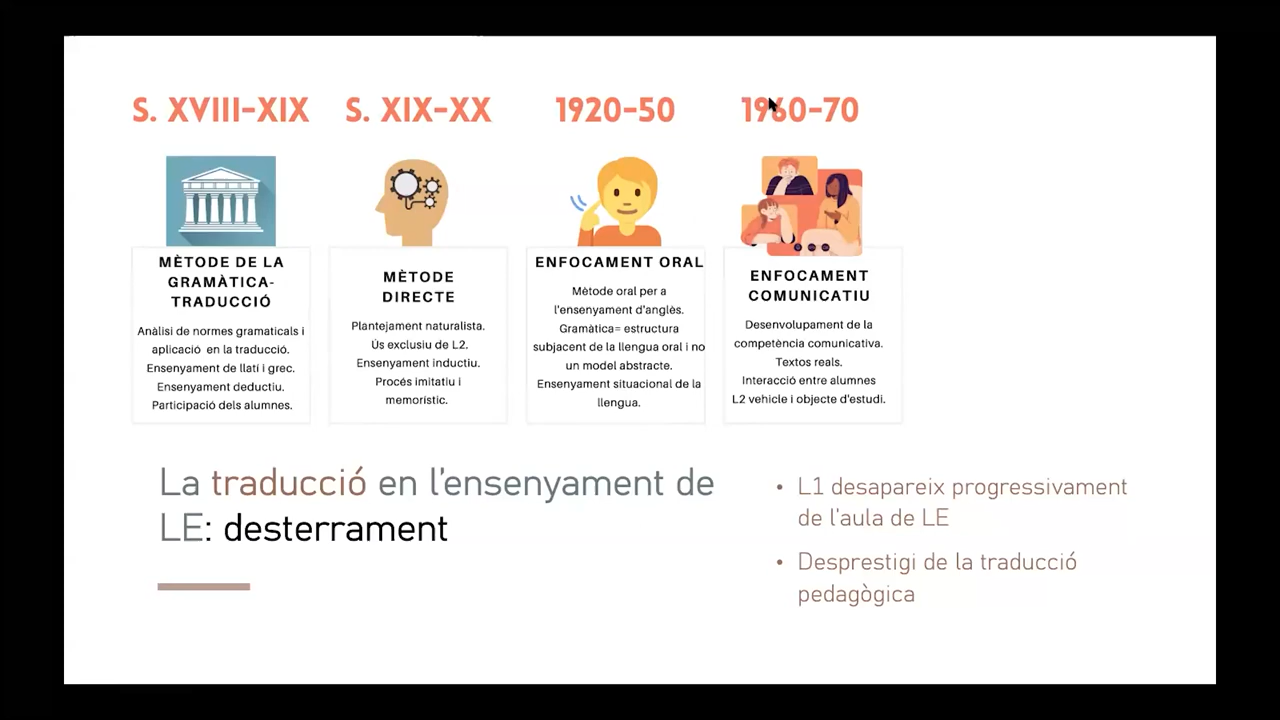 S. XVIII-XIX
S. XIX-XX
1920-50
1960-70
MÈTODE DE LA
GRAMÀTICA-
TRADUCCIÓ
Anàlisi de normes gramaticals i
aplicació en la traducció.
Ensenyament de llatí i grec.
Ensenyament deductiu.
Participació dels alumnes.
MÈTODE
DIRECTE
Plantejament naturalista.
Ús exclusiu de L2.
Ensenyament inductiu.
Procés imitatiu i
memorístic.
ENFOCAMENT ORAL
Mètode oral per a
l'ensenyament d'anglès.
Gramàtica= estructura
subjacent de la llengua oral i no
un model abstracte.
Ensenyament situacional de la
llengua.
ENFOCAMENT
COMUNICATIU
Desenvolupament de la
competència comunicativa.
Textos reals.
Interacció entre alumnes
L2 vehicle i objecte d'estudi.
La traducció en l'ensenyament de
LE: desterrament
• L1 desapareix progressivament
de l'aula de LE
• Desprestigi de la traducció
pedagògica